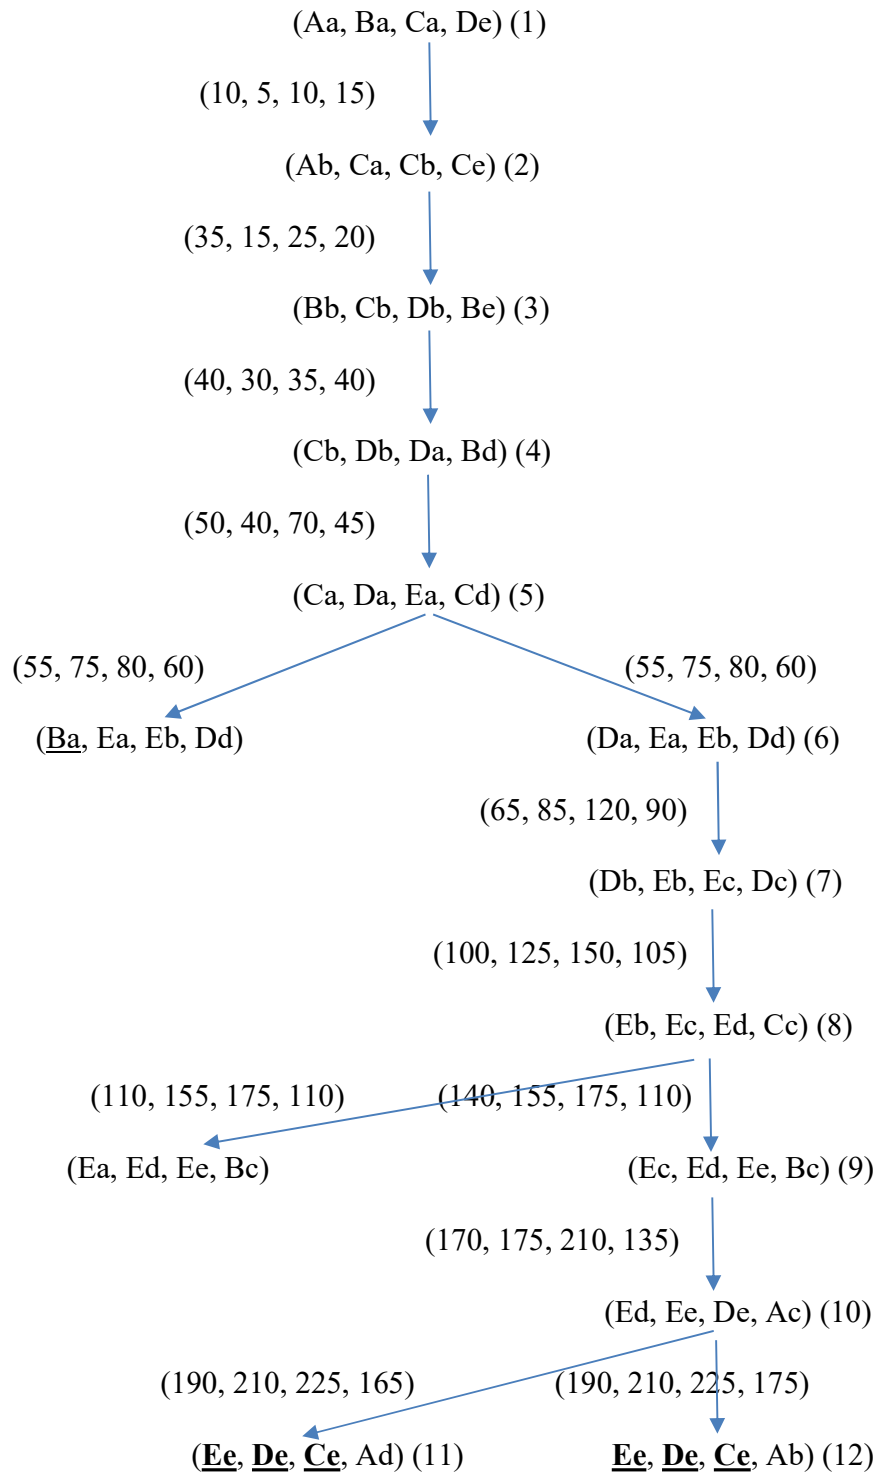 (Aa, Ba, Ca, De) (1)
(10, 5, 10, 15)
(Ab, Ca, Cb, Ce) (2)
(35, 15, 25, 20)
(Bb, Cb, Db, Be) (3)
(40, 30, 35, 40)
(Cb, Db, Da, Bd) (4)
(50, 40, 70, 45)
(Ca, Da, Ea, Cd) (5)
(55, 75, 80, 60) (55, 75, 80, 60)
(Ba, Ea, Eb, Dd) (Da, Ea, Eb, Dd) (6)
(65, 85, 120, 90)
(Db, Eb, Ec, Dc) (7)
(100, 125, 150, 105)
(Eb, Ec, Ed, Cc) (8)
(110, 155, 175, 110) (140, 155, 175, 110)
(Ea, Ed, Ee, Bc) (Ec, Ed, Ee, Bc) (9)
(170, 175, 210, 135)
(Ed, Ee, De, Ac) (10)
(190, 210, 225, 165) (190, 210, 225, 175)
(Ee, De, Ce, Ad) (11) (Ee, De, Ce, Ab) (12)